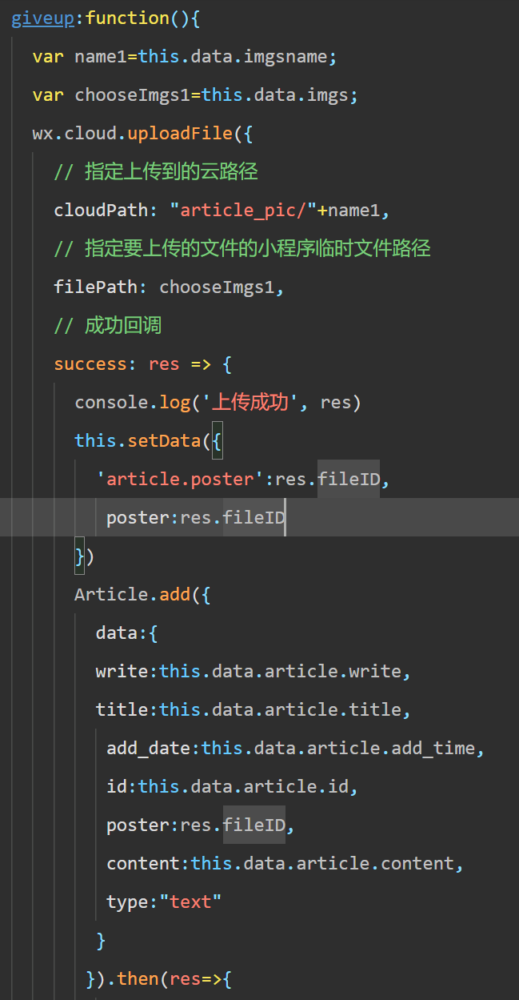 giveup:function(){
var name1=this.data.imgsname;
var chooseImgs1=this.data.imgs;
wx.cloud.uploadFile({
// 指定上传到的云路径
cloudPath: "article_pic/"+name1,
// 指定要上传的文件的小程序临时文件路径
filePath: chooseImgs1,
// 成功回调
success: res => {
console.log('上传成功', res)
this.setData({
'article.poster':res.fileID,
poster:res.fileID
})
Article.add({
data:{
write:this.data.article.write,
title:this.data.article.title,
add_date:this.data.article.add_time,
id:this.data.article.id,
poster:res.fileID,
content:this.data.article.content,
type:"text"
}
}).then(res=>{